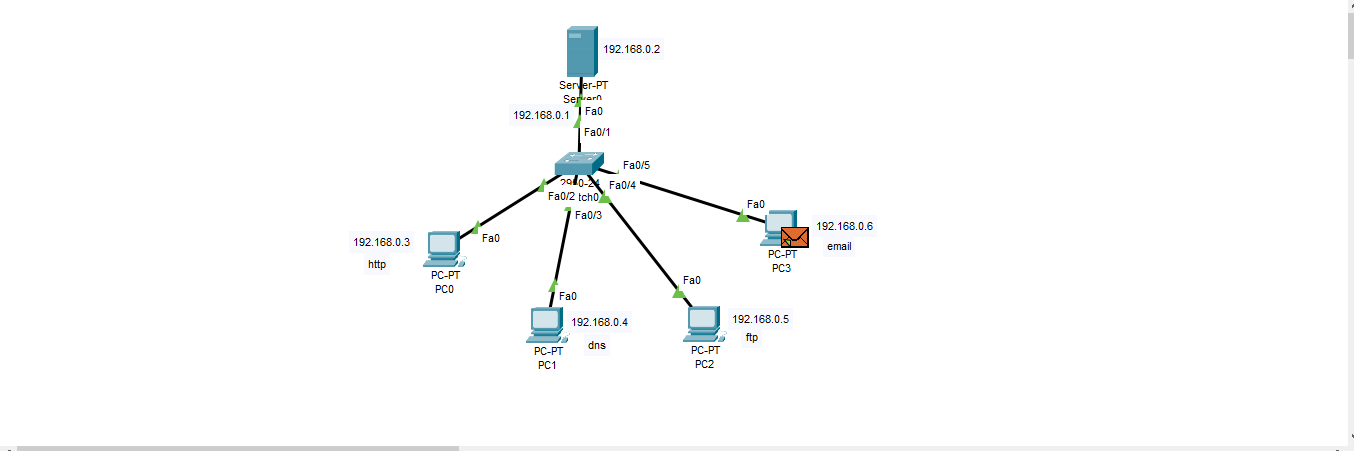 192.168.0.2
Server-PT
Server0
192.168.0.1
Fa0
Fa0/1
Fa0/5
Fa0/4
Fa0/2
Fa0/3
Fa0
192.168.0.3
http
PC-PT
PC0
Fa0
192.168.0.4
dns
PC-PT
PC1
Fa0
192.168.0.5
ftp
PC-PT
PC2
Fa0
192.168.0.6
email
PC-PT
PC3